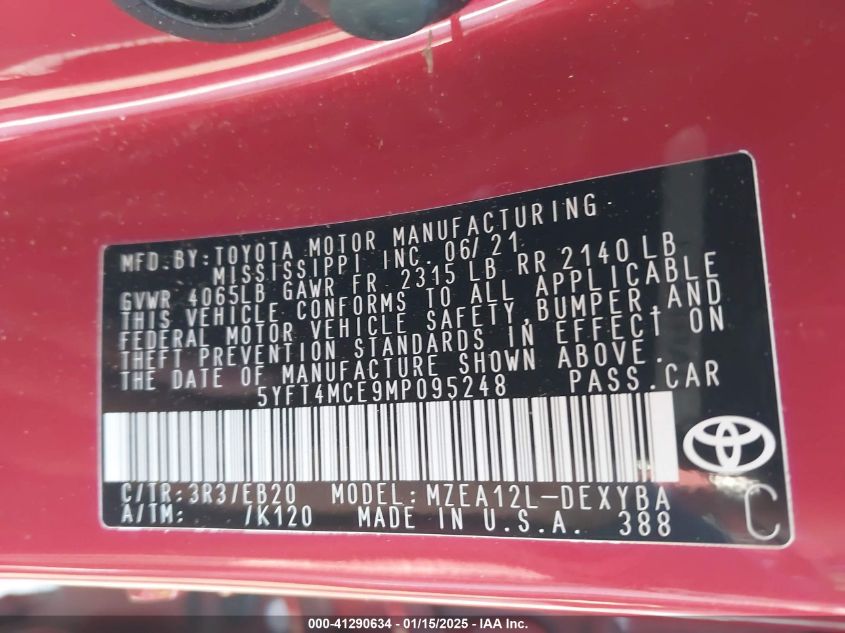 MFD.BY:TOYOTA MOTOR MANUFACTURING
MISSISSIPPI INC. 06/21
GVWR 4065LB GAWR FR 2315 LB RR 2140 LB
THIS VEHICLE CONFORMS TO ALL APPLICABLE
FEDERAL MOTOR VEHICLE SAFETY,BUMPER,AND
THEFT PREVENTION STANDARDS IN EFFECT ON
THE DATE OF MANUFACTURE SHOWN ABOVE.
5YFT4MCE9MP095248 PASS.CAR
C/TR:3R3/EB20 MODEL:MZEA12L-DEXYBA
A/TM: /K120 MADE IN U.S.A. 388
C
000-41290634 - 01/15/2025 - IAA Inc.